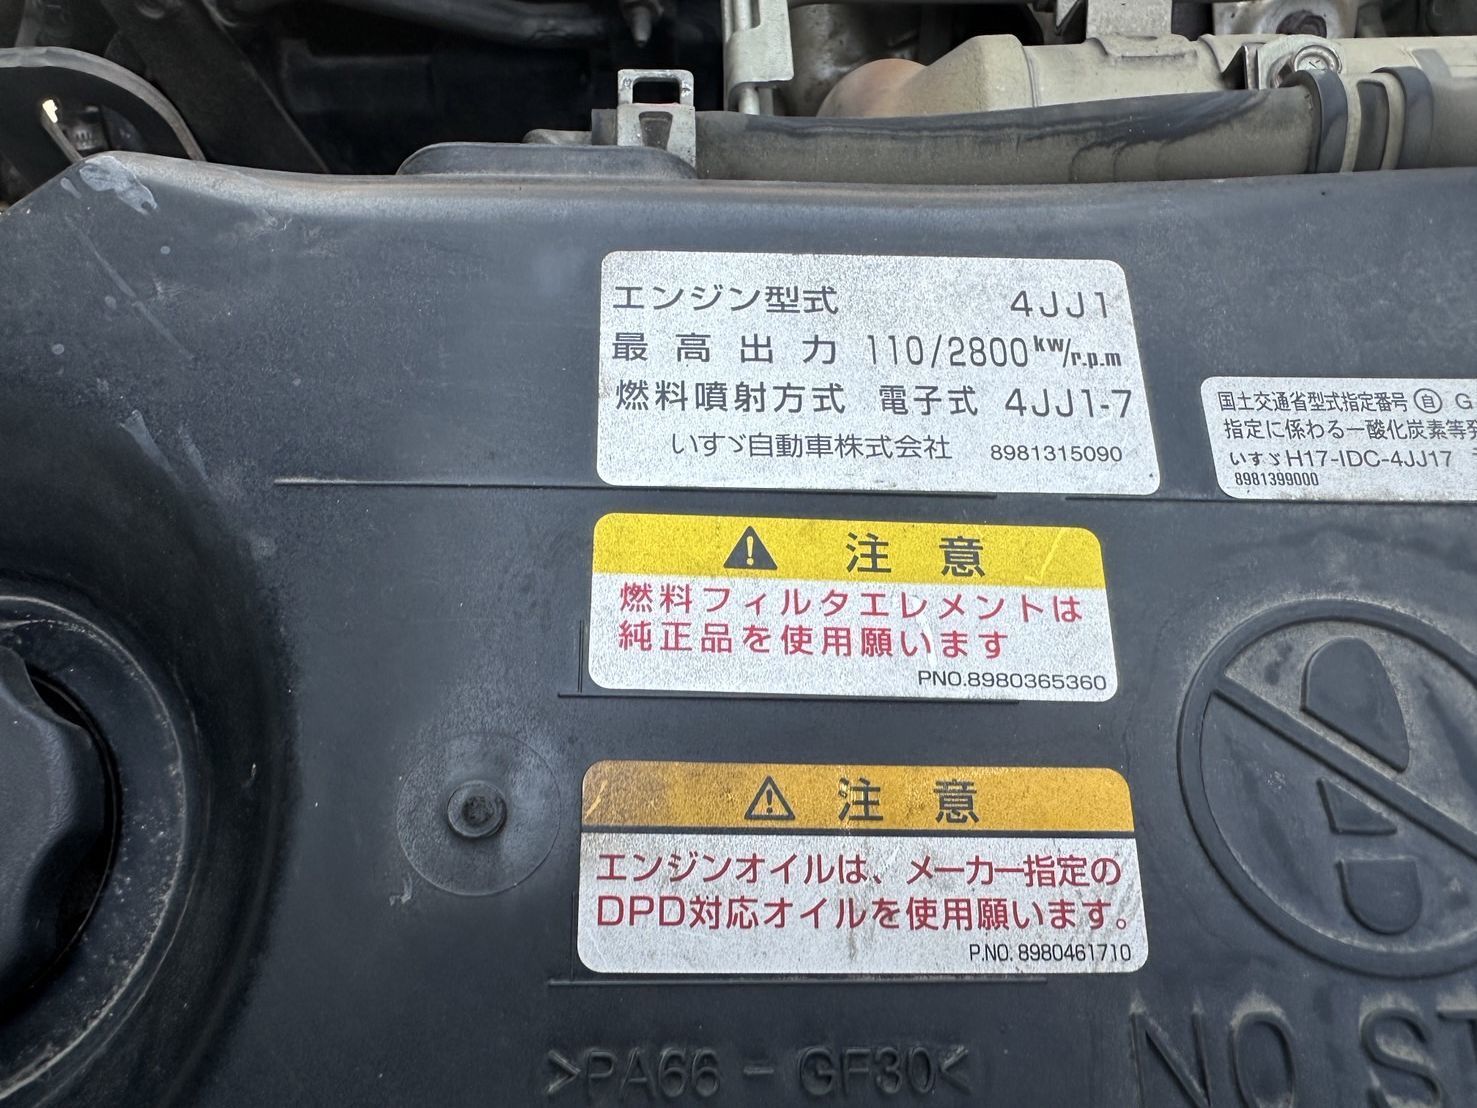 エンジン型式 4JJ1
最高出力 110/2800 kw/r.p.m
燃料噴射方式 電子式 4JJ1-7
いすゞ自動車株式会社 8981315090
国土交通省型式指定番号 自 G
指定に係わる一酸化炭素等
いすゞH17-IDC-4JJ17
8981399000
注意
燃料フィルタエレメントは
純正品を使用願います
PNO.8980365360
注意
エンジンオイルは、メーカー指定の
DPD対応オイルを使用願います。
P.NO. 8980461710
>PA66-GF30<
NO